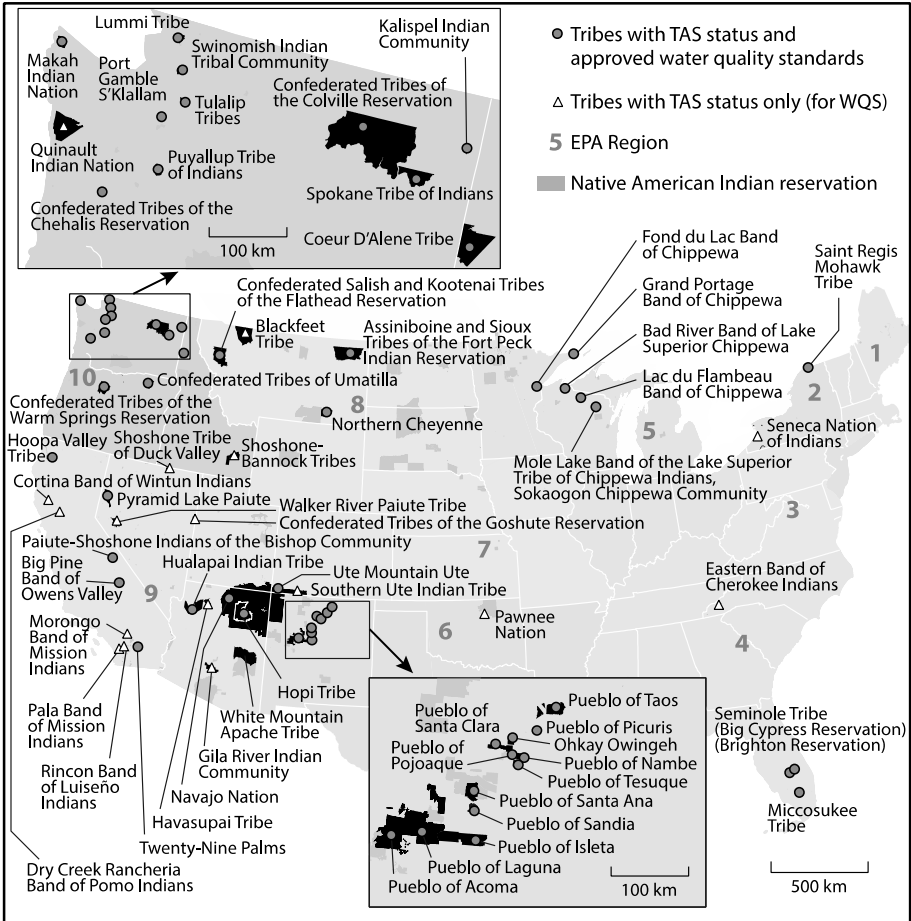 Lummi Tribe
Makah
Indian
Nation
Port
Gamble
S'Klallam
Swinomish Indian
Tribal Community
Tulalip
Tribes
Quinault
Indian Nation
Puyallup Tribe
of Indians
Confederated Tribes of the
Chehalis Reservation
Kalispel Indian
Community
Confederated Tribes of
the Colville Reservation
Spokane Tribe of Indians
Coeur D'Alene Tribe
100 km
Tribes with TAS status and
approved water quality standards
Tribes with TAS status only (for WQS)
5 EPA Region
Native American Indian reservation
Fond du Lac Band
of Chippewa
Saint Regis
Mohawk
Tribe
Grand Portage
Band of Chippewa
Bad River Band of Lake
Superior Chippewa
Lac du Flambeau
Band of Chippewa
Confederated Salish and Kootenai Tribes
of the Flathead Reservation
Blackfeet
Tribe
Assiniboine and Sioux
Tribes of the Fort Peck
Indian Reservation
1
2
10
Confederated Tribes of Umatilla
8
Confederated Tribes of the
Warm Springs Reservation
Northern Cheyenne
5
Seneca Nation
of Indians
Hoopa Valley
Tribe
Shoshone Tribe
of Duck Valley
Shoshone-
Bannock Tribes
Mole Lake Band of the Lake Superior
Tribe of Chippewa Indians,
Sokaogon Chippewa Community
Cortina Band of Wintun Indians
Pyramid Lake Paiute
Walker River Paiute Tribe
Confederated Tribes of the Goshute Reservation
3
Paiute-Shoshone Indians of the Bishop Community
7
Big Pine
Band of
Owens Valley
Hualapai Indian Tribe
Ute Mountain Ute
Southern Ute Indian Tribe
9
Eastern Band of
Cherokee Indians
6
Pawnee
Nation
4
Morongo
Band of
Mission
Indians
Hopi Tribe
Pala Band
of Mission
Indians
White Mountain
Apache Tribe
Gila River Indian
Community
Rincon Band
of Luiseño
Indians
Navajo Nation
Havasupai Tribe
Twenty-Nine Palms
Dry Creek Rancheria
Band of Pomo Indians
Pueblo of Taos
Pueblo of
Santa Clara
Pueblo of Picuris
Ohkay Owingeh
Pueblo of
Pojoaque
Pueblo of Nambe
Pueblo of Tesuque
Pueblo of Santa Ana
Pueblo of Sandia
Pueblo of Isleta
Pueblo of Laguna
Pueblo of Acoma
100 km
Seminole Tribe
(Big Cypress Reservation)
(Brighton Reservation)
Miccosukee
Tribe
500 km